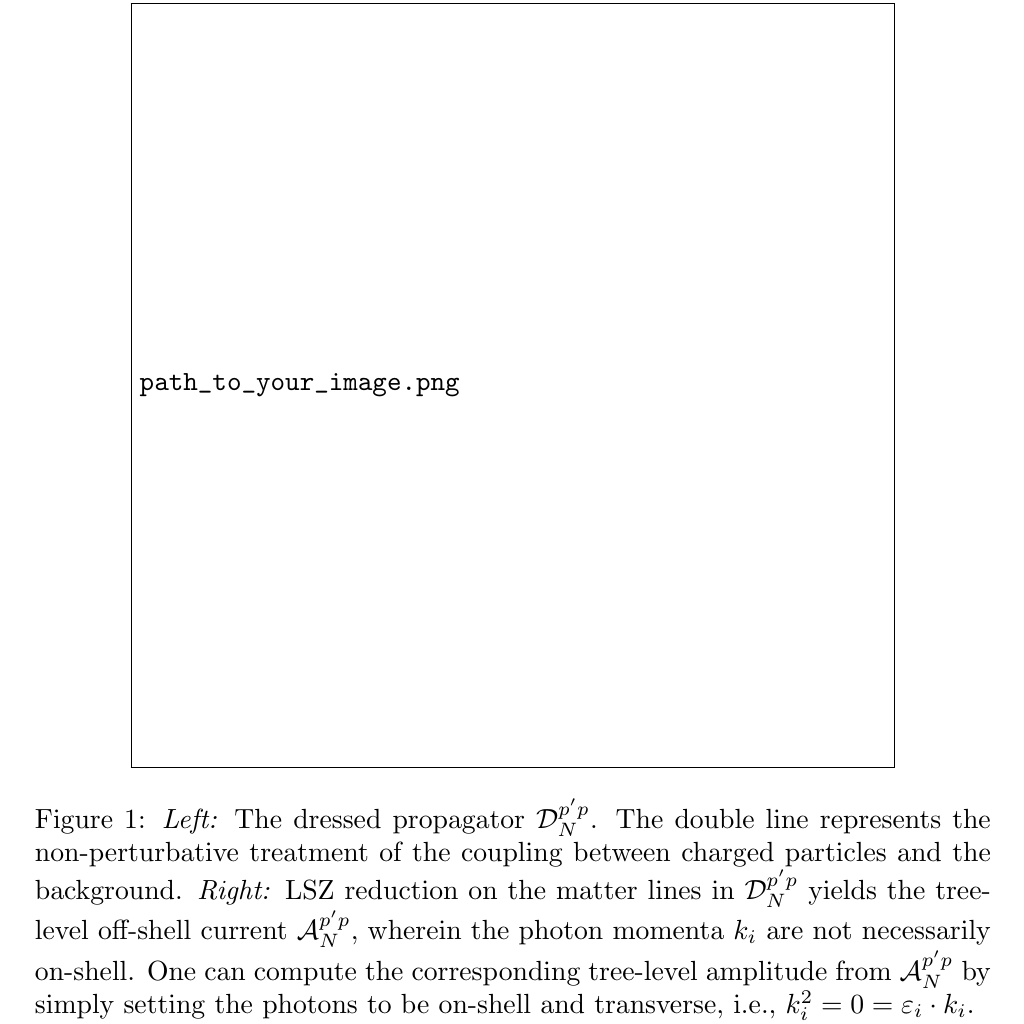 path_to_your_image.png
Figure 1: Left: The dressed propagator $\mathcal{D}_N^{p'p}$. The double line represents the
non-perturbative treatment of the coupling between charged particles and the
background. Right: LSZ reduction on the matter lines in $\mathcal{D}_N^{p'p}$ yields the tree-
level off-shell current $\mathcal{A}_N^{p'p}$, wherein the photon momenta $k_i$ are not necessarily
on-shell. One can compute the corresponding tree-level amplitude from $\mathcal{A}_N^{p'p}$ by
simply setting the photons to be on-shell and transverse, i.e., $k_i^2 = 0 = \varepsilon_i \cdot k_i$.